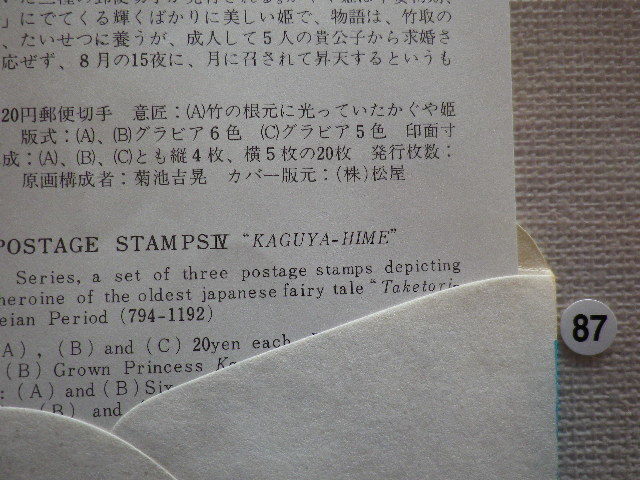 」にでてくる輝くばかりに美しい姫で、物語は、竹取の
、たいせつに養うが、成人して5人の貴公子から求婚さ
応ぜず、8月の15夜に、月に召されて昇天するというも
20円郵便切手 意匠:(A)竹の根元に光っていたかぐや姫
版式:(A)、(B)グラビア6色 (C)グラビア5色 印面寸
成:(A)、(B)、(C)とも縦4枚、横5枚の20枚 発行枚数:
原画構成者:菊池吉晃 カバー版元:(株)松屋
POSTAGE STAMPSⅣ “KAGUYA-HIME”
Series, a set of three postage stamps depicting
heroine of the oldest japanese fairy tale “Taketori-
eian Period (794-1192)
A), (B) and (C) 20yen each
(B) Grown Princess Ka
: (A) and (B) Six
(B) and
87